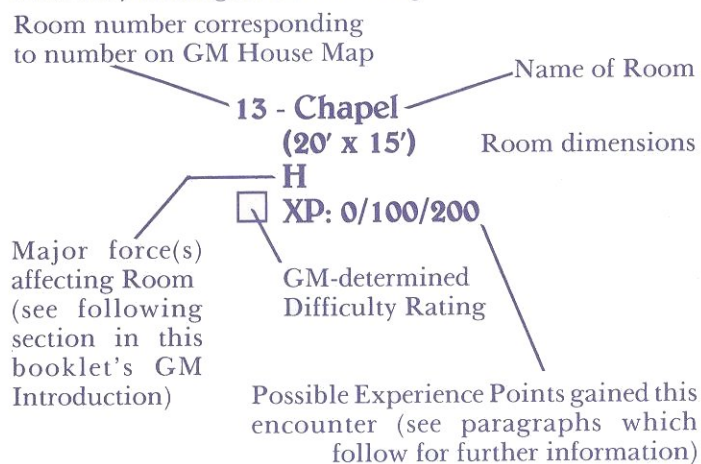 Room number corresponding
to number on GM House Map
Name of Room
13 - Chapel
(20' x 15')
Room dimensions
H
XP: 0/100/200
Major force(s)
affecting Room
(see following
section in this
booklet's GM
Introduction)
GM-determined
Difficulty Rating
Possible Experience Points gained this
encounter (see paragraphs which
follow for further information)